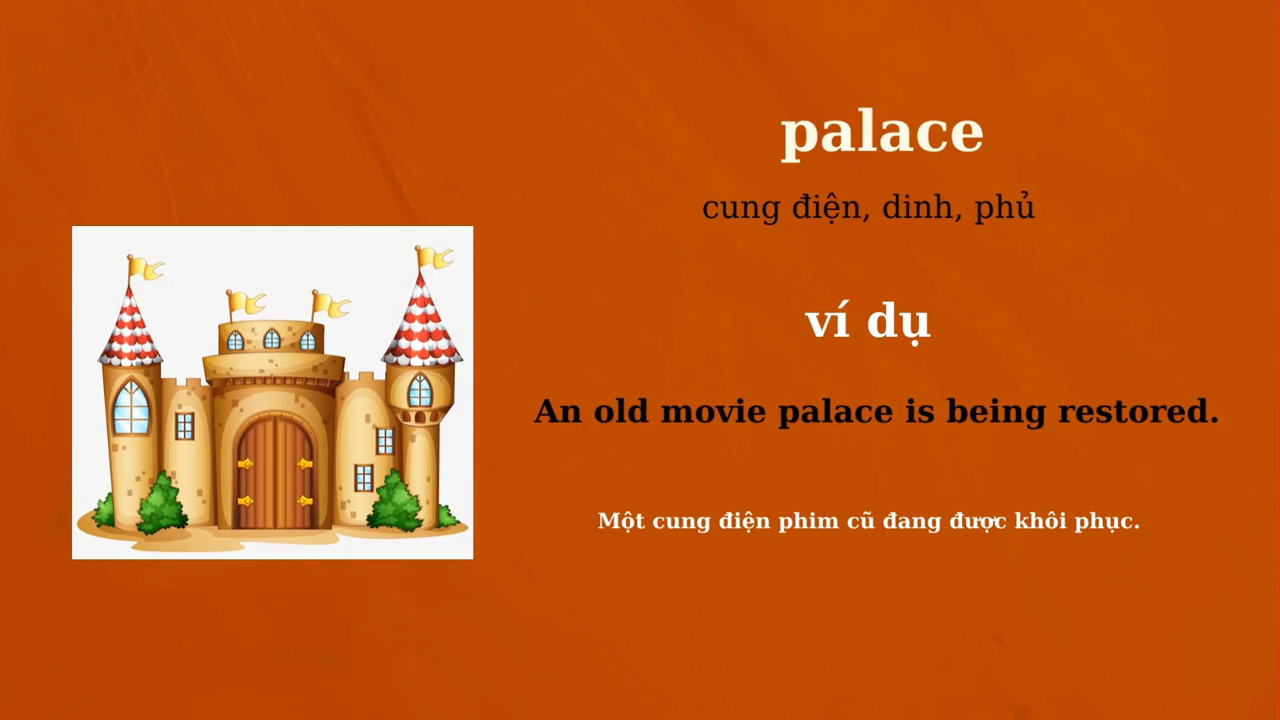 palace
cung điện, dinh, phủ
ví dụ
An old movie palace is being restored.
Một cung điện phim cũ đang được khôi phục.